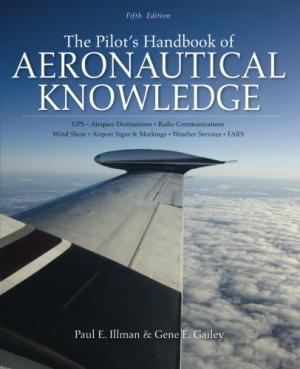 Fifth Edition
The Pilot's Handbook of
AERONAUTICAL
KNOWLEDGE
GPS • Airspace Destinations • Radio Communications
Wind Shear • Airport Signs & Markings • Weather Services • FARS
Paul E. Illman & Gene E. Gailey